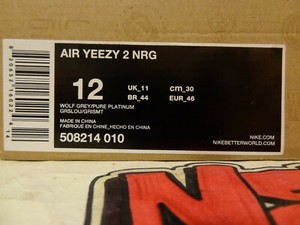 AIR YEEZY 2 NRG
12
UK_11
cm_30
BR_44
EUR_46
WOLF GREY/PURE PLATINUM
GRSLOU/GRISMT
MADE IN CHINA
FABRIQUE EN CHINE_HECHO EN CHINA
508214 010
NIKE.COM
NIKEBETTERWORLD.COM